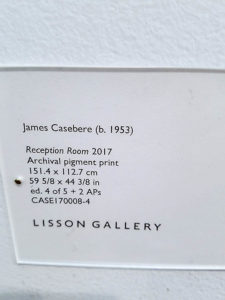 James Casebere (b. 1953)
Reception Room 2017
Archival pigment print
151.4 x 112.7 cm
59 5/8 x 44 3/8 in
ed. 4 of 5 + 2 APs
CASE170008-4
LISSON GALLERY